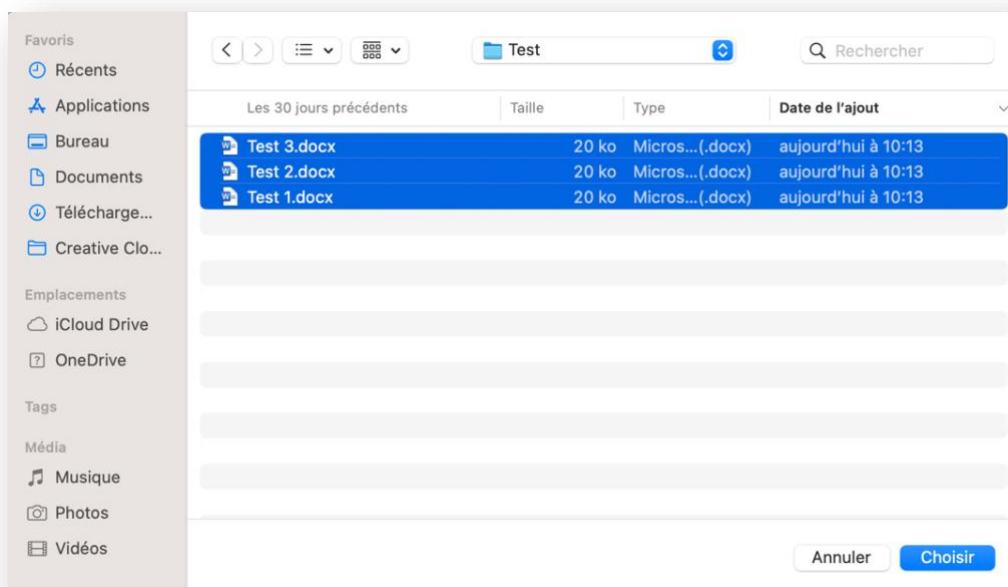 Favoris
Récents
Applications
Bureau
Documents
Télécharge...
Creative Clo...
Emplacements
iCloud Drive
OneDrive
Tags
Média
Musique
Photos
Vidéos
Test
Rechercher
Les 30 jours précédents Taille Type Date de l'ajout
Test 3.docx 20 ko Micros...(.docx) aujourd'hui à 10:13
Test 2.docx 20 ko Micros...(.docx) aujourd'hui à 10:13
Test 1.docx 20 ko Micros...(.docx) aujourd'hui à 10:13
Annuler Choisir